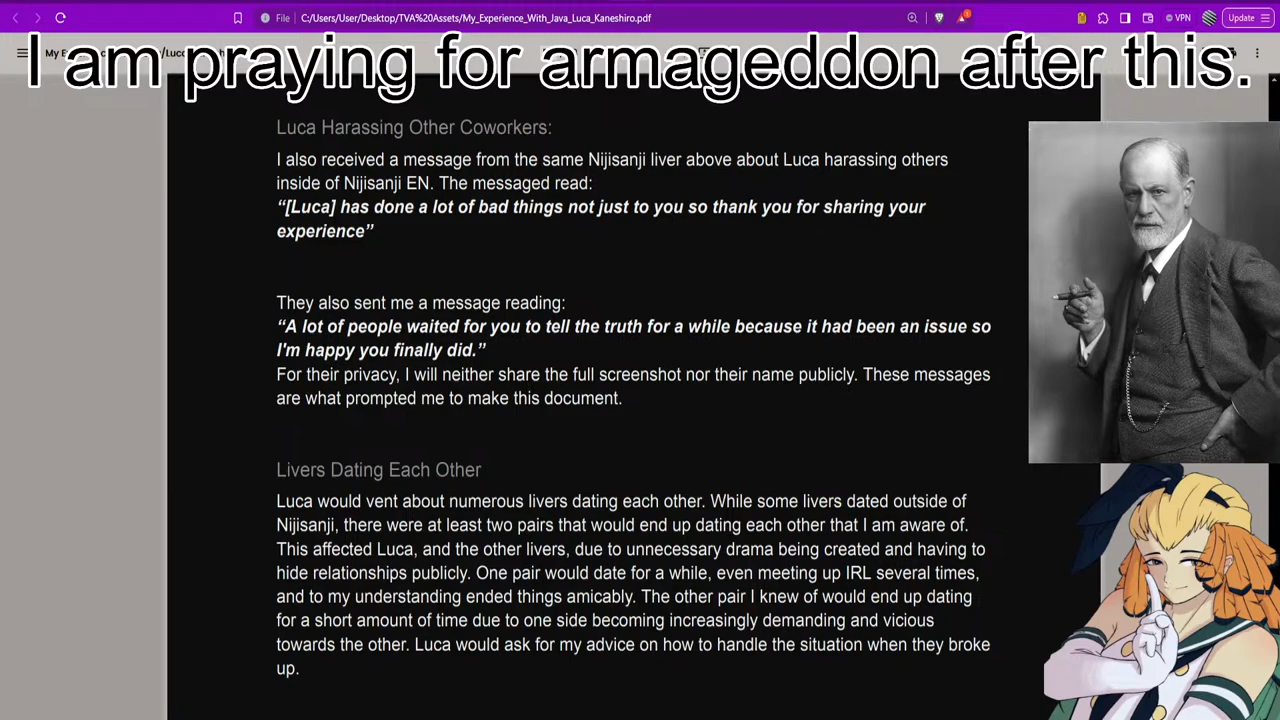 File
C:/Users/User/Desktop/TVA%20Assets/My_Experience_With_Java_Luca_Kaneshiro.pdf
VPN
Update
I am praying for armageddon after this.
Luca Harassing Other Coworkers:
I also received a message from the same Nijisanji liver above about Luca harassing others
inside of Nijisanji EN. The messaged read:
“[Luca] has done a lot of bad things not just to you so thank you for sharing your
experience”
They also sent me a message reading:
“A lot of people waited for you to tell the truth for a while because it had been an issue so
I'm happy you finally did.”
For their privacy, I will neither share the full screenshot nor their name publicly. These messages
are what prompted me to make this document.
Livers Dating Each Other
Luca would vent about numerous livers dating each other. While some livers dated outside of
Nijisanji, there were at least two pairs that would end up dating each other that I am aware of.
This affected Luca, and the other livers, due to unnecessary drama being created and having to
hide relationships publicly. One pair would date for a while, even meeting up IRL several times,
and to my understanding ended things amicably. The other pair I knew of would end up dating
for a short amount of time due to one side becoming increasingly demanding and vicious
towards the other. Luca would ask for my advice on how to handle the situation when they broke
up.